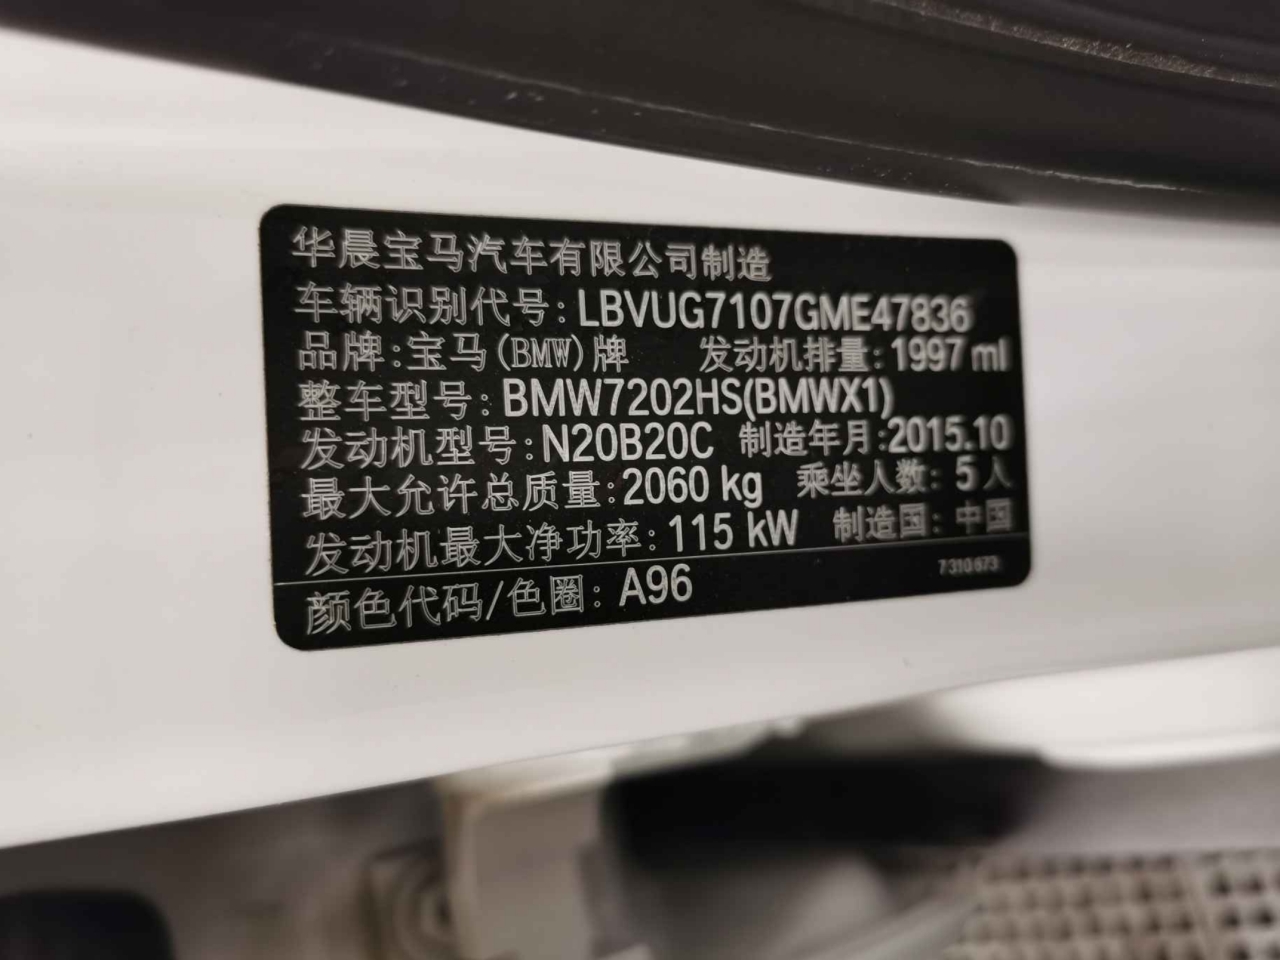 华晨宝马汽车有限公司制造
车辆识别代号:LBVUG7107GME47836
品牌:宝马(BMW)牌 发动机排量:1997 ml
整车型号:BMW7202HS(BMWX1)
发动机型号:N20B20C 制造年月:2015.10
最大允许总质量:2060 kg 乘坐人数:5人
发动机最大净功率:115 kW 制造国:中国
7310673
颜色代码/色圈:A96